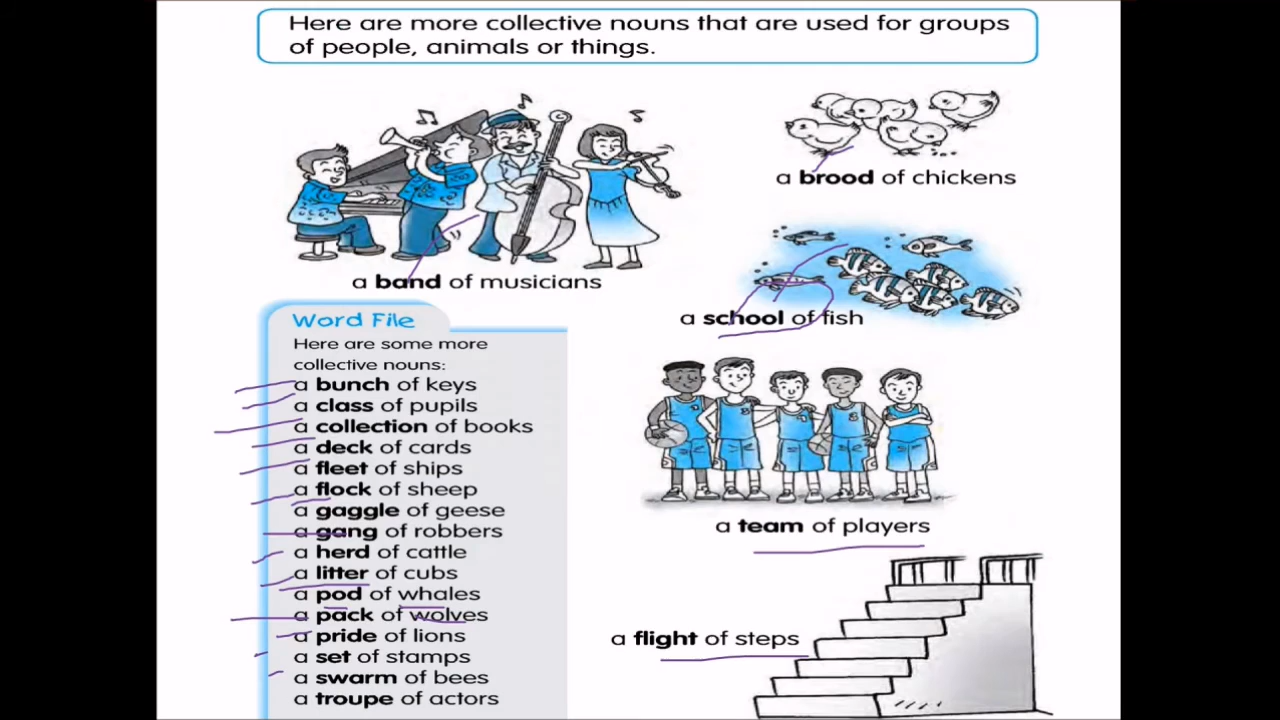 Here are more collective nouns that are used for groups
of people, animals or things.
a band of musicians
a brood of chickens
a school of fish
a team of players
a flight of steps
Word File
Here are some more
collective nouns:
a bunch of keys
a class of pupils
a collection of books
a deck of cards
a fleet of ships
a flock of sheep
a gaggle of geese
a gang of robbers
a herd of cattle
a litter of cubs
a pod of whales
a pack of wolves
a pride of lions
a set of stamps
a swarm of bees
a troupe of actors